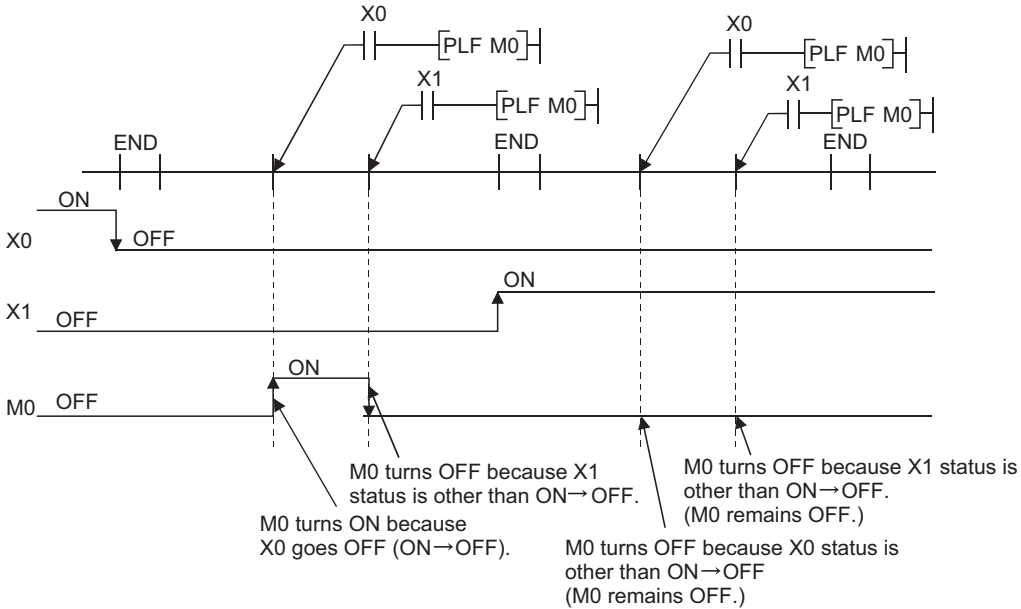 X0
[PLF M0]
X1
[PLF M0]
X0
[PLF M0]
X1
[PLF M0]
END
END
END
ON
X0
OFF
ON
X1
OFF
ON
M0
OFF
M0 turns OFF because X1
status is other than ON→OFF.
M0 turns ON because
X0 goes OFF (ON→OFF).
M0 turns OFF because X1 status is
other than ON→OFF.
(M0 remains OFF.)
M0 turns OFF because X0 status is
other than ON→OFF
(M0 remains OFF.)